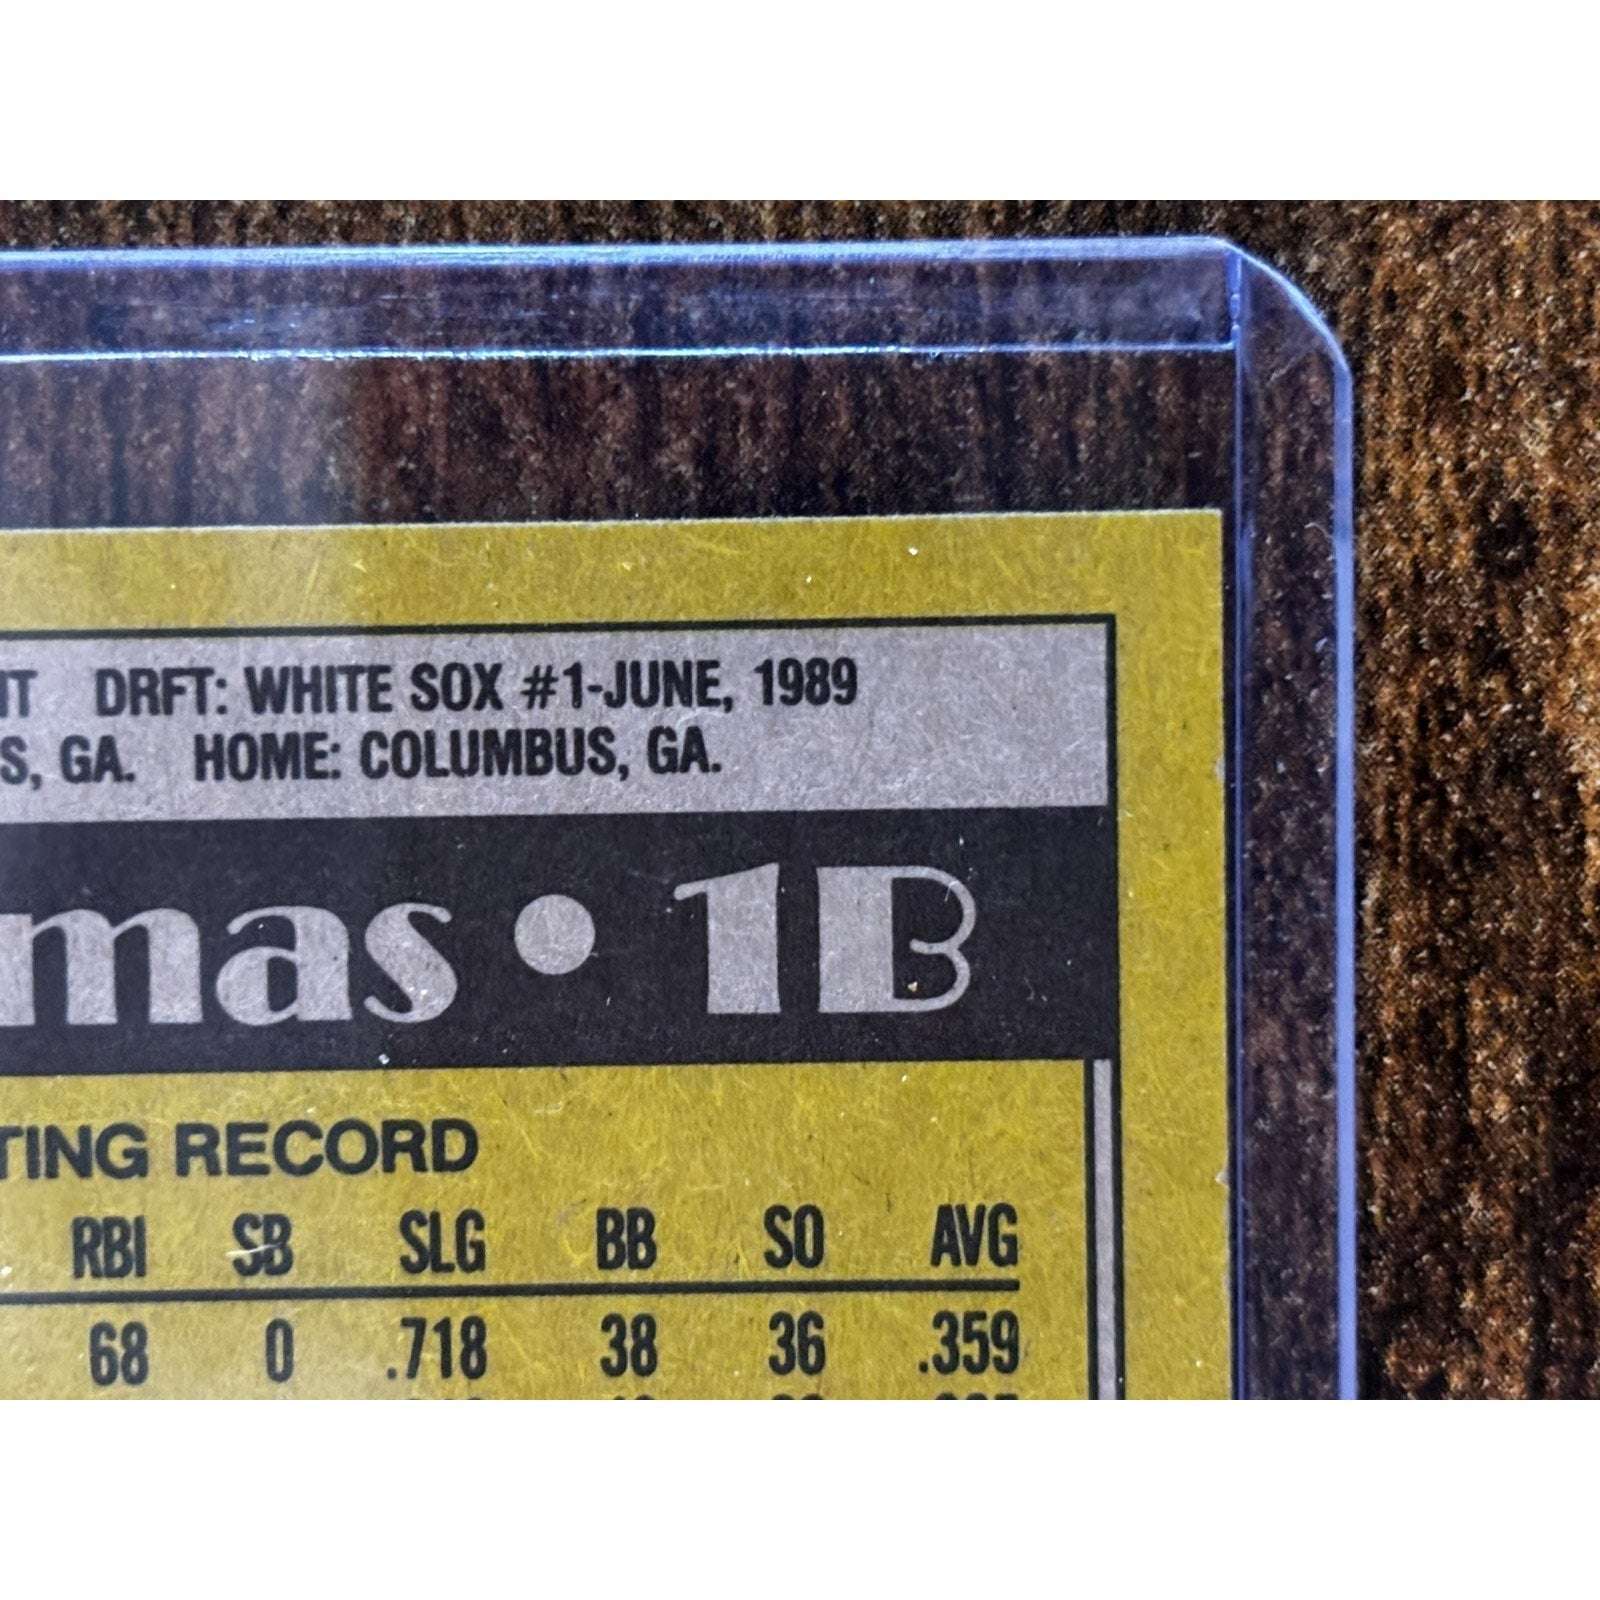 HT DRFT: WHITE SOX #1-JUNE, 1989
S, GA. HOME: COLUMBUS, GA.
mas • 1B
TING RECORD
RBI SB SLG BB SO AVG
68 0 .718 38 36 .359